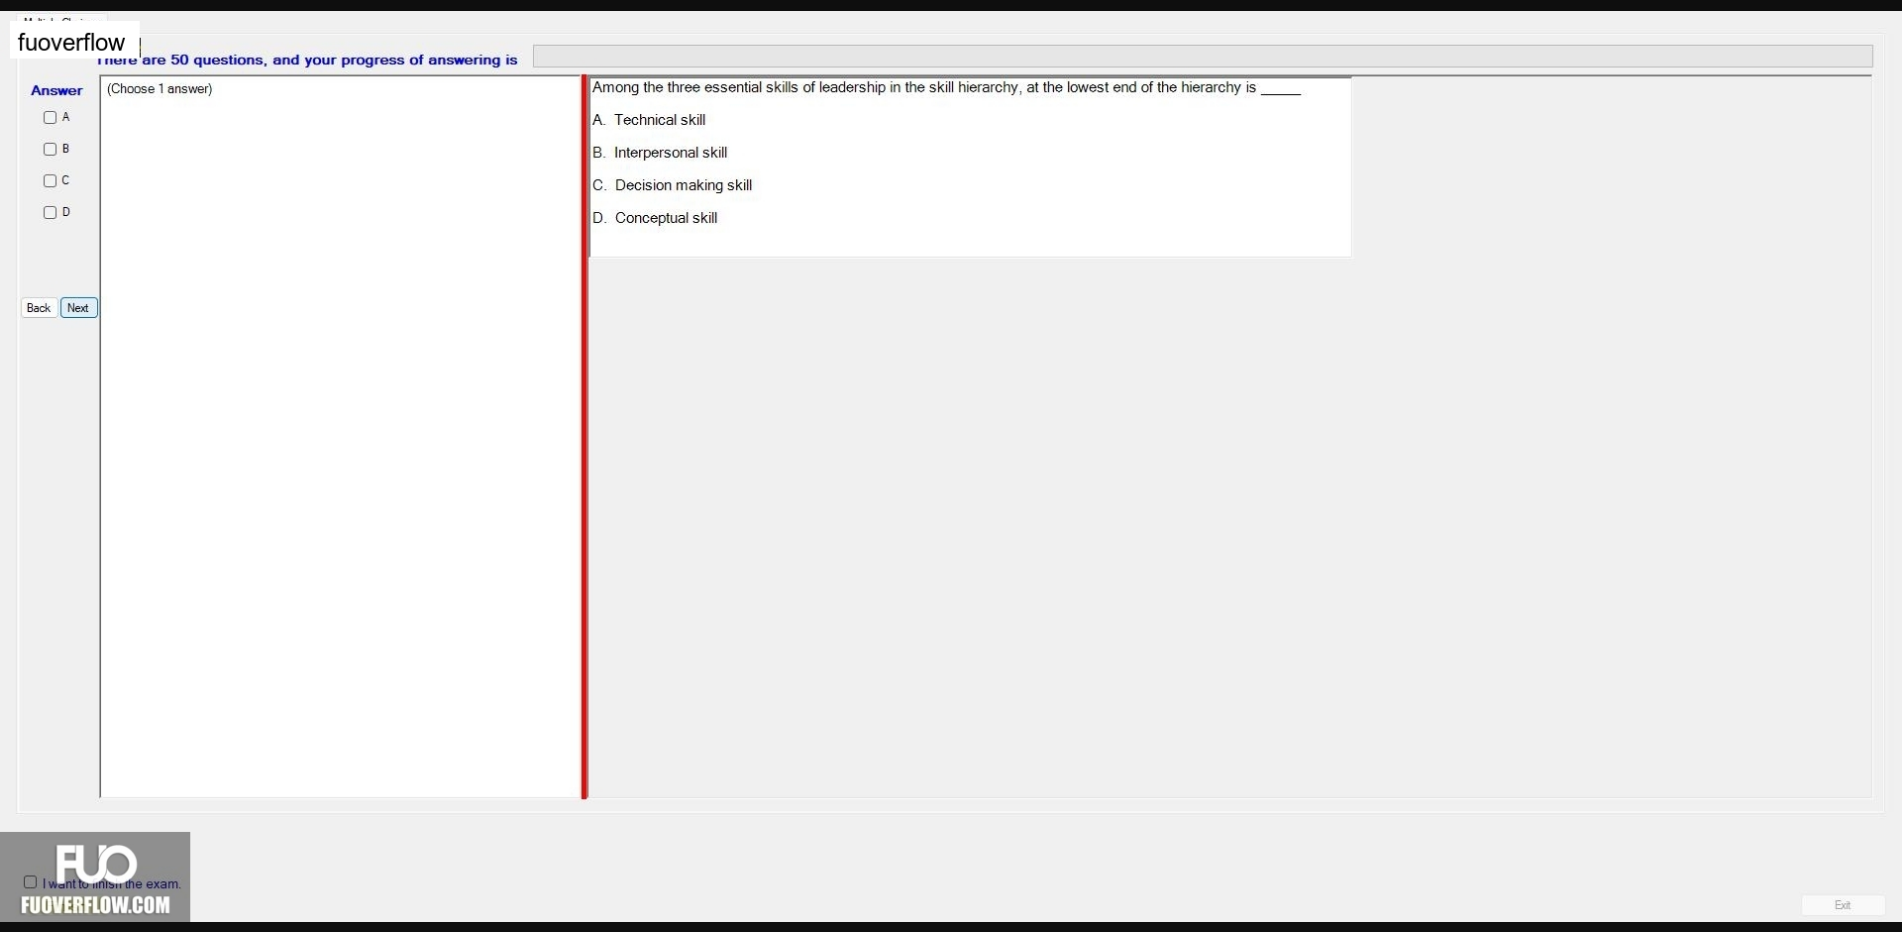 fuoverflow
There are 50 questions, and your progress of answering is
Answer
(Choose 1 answer)
A
B
C
D
Back
Next
Among the three essential skills of leadership in the skill hierarchy, at the lowest end of the hierarchy is _____
A. Technical skill
B. Interpersonal skill
C. Decision making skill
D. Conceptual skill
FUO
I want to finish the exam.
FUOVERFLOW.COM
Exit